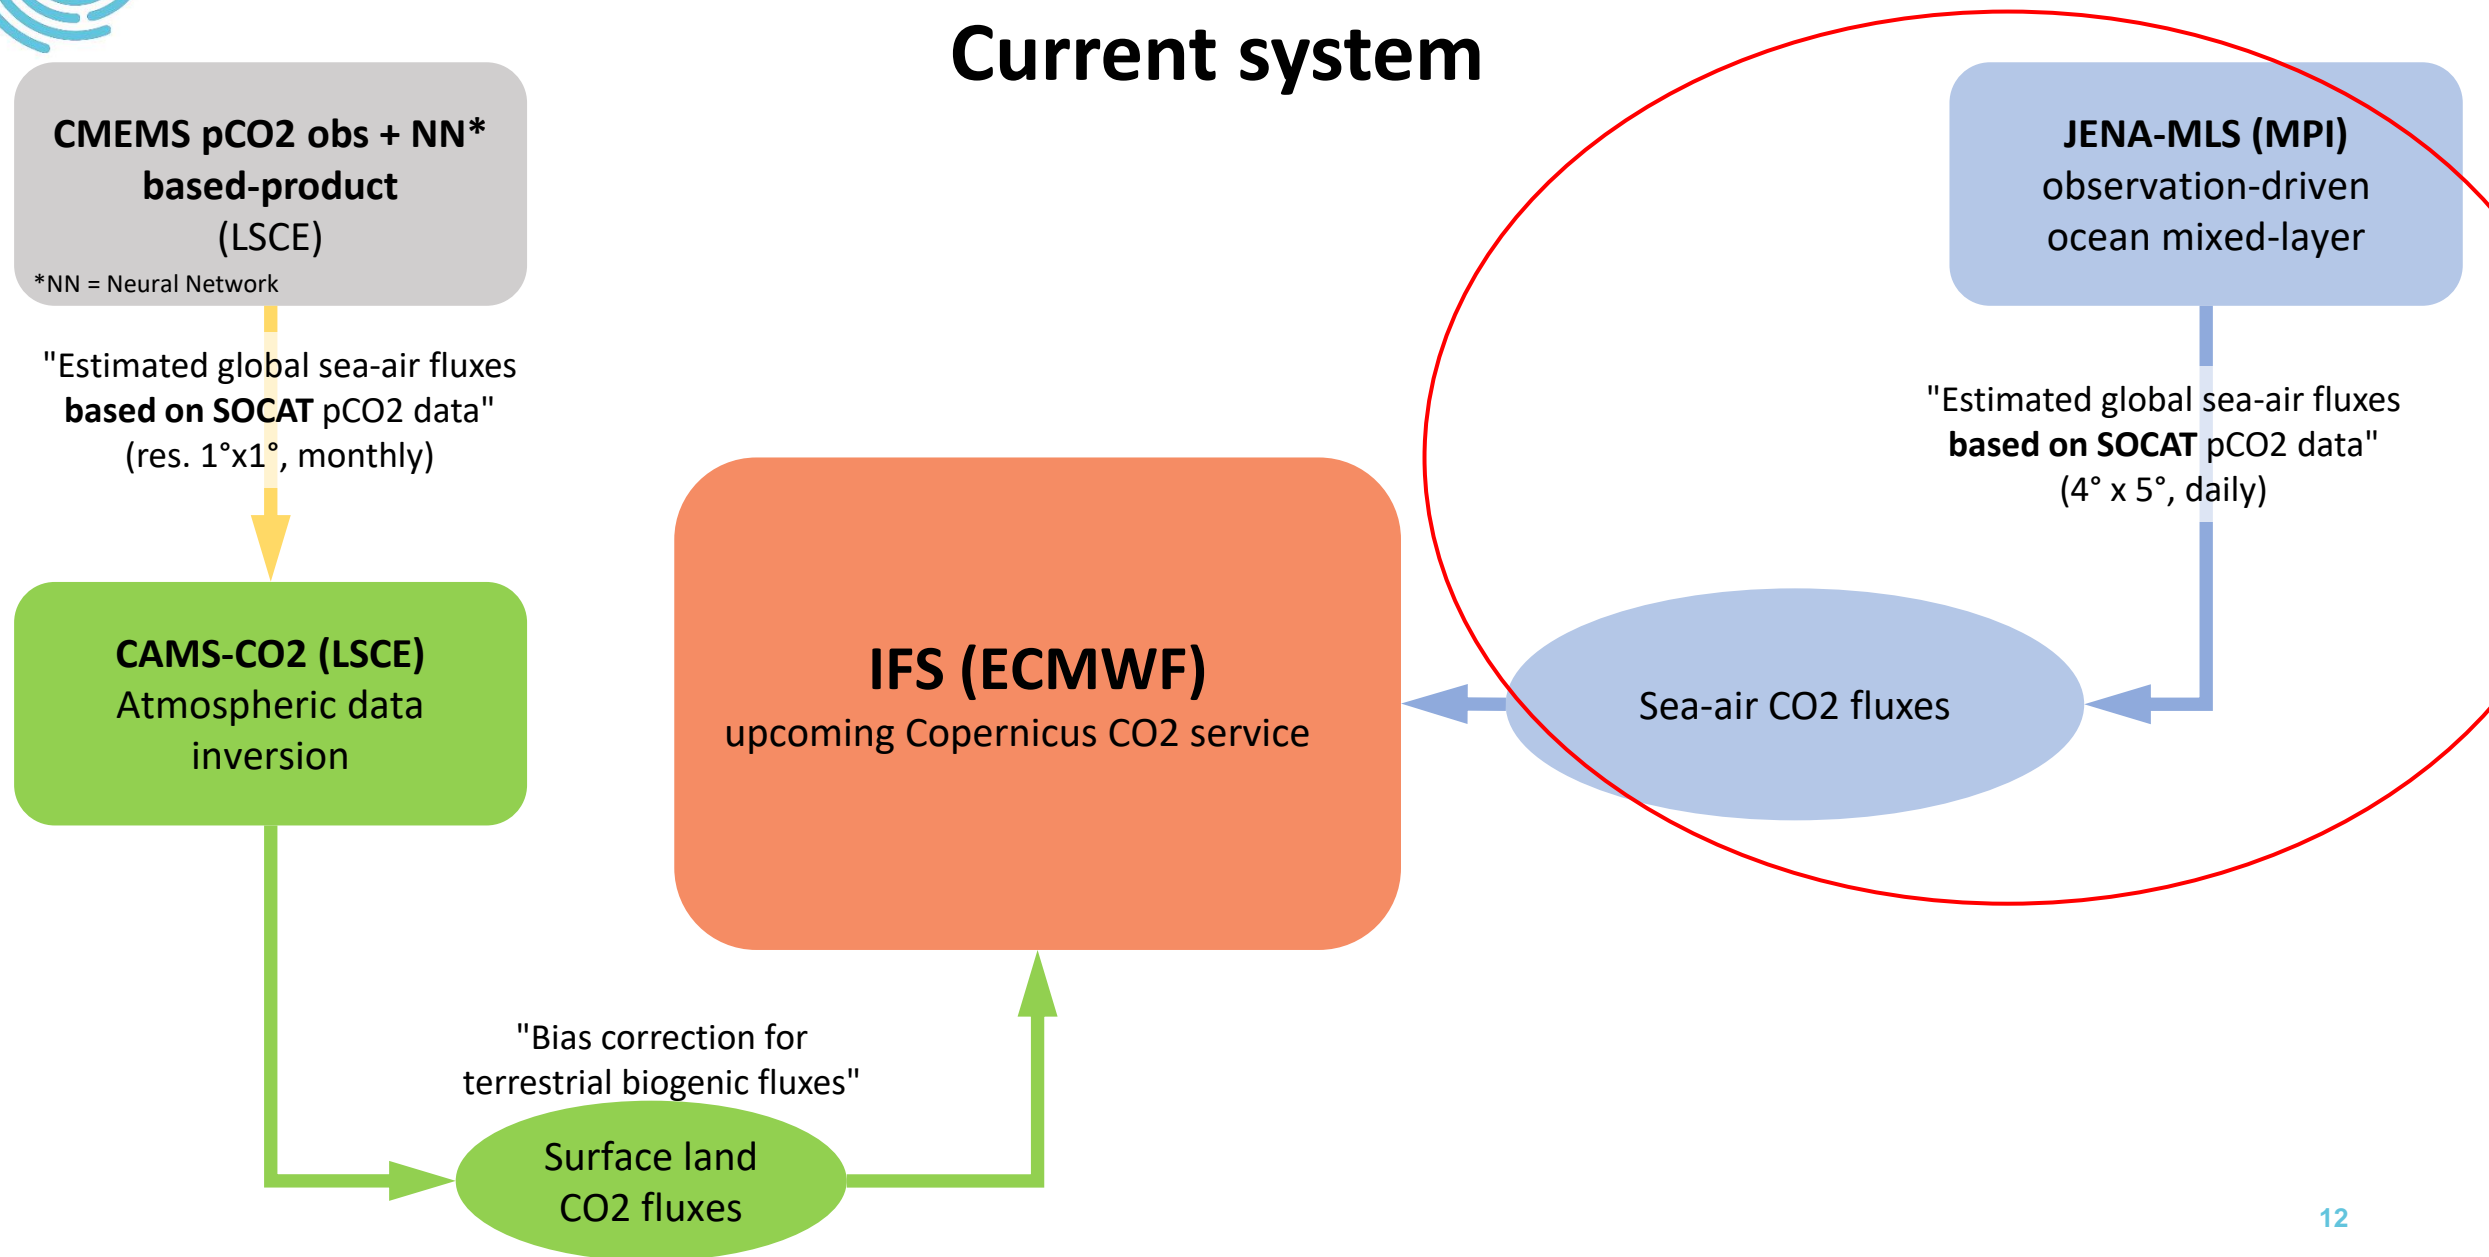 Current system
CMEMS pCO2 obs + NN*
based-product
(LSCE)
*NN = Neural Network
"Estimated global sea-air fluxes
based on SOCAT pCO2 data"
(res. 1°x1°, monthly)
CAMS-CO2 (LSCE)
Atmospheric data
inversion
"Bias correction for
terrestrial biogenic fluxes"
Surface land
CO2 fluxes
IFS (ECMWF)
upcoming Copernicus CO2 service
JENA-MLS (MPI)
observation-driven
ocean mixed-layer
"Estimated global sea-air fluxes
based on SOCAT pCO2 data"
(4° x 5°, daily)
Sea-air CO2 fluxes
12